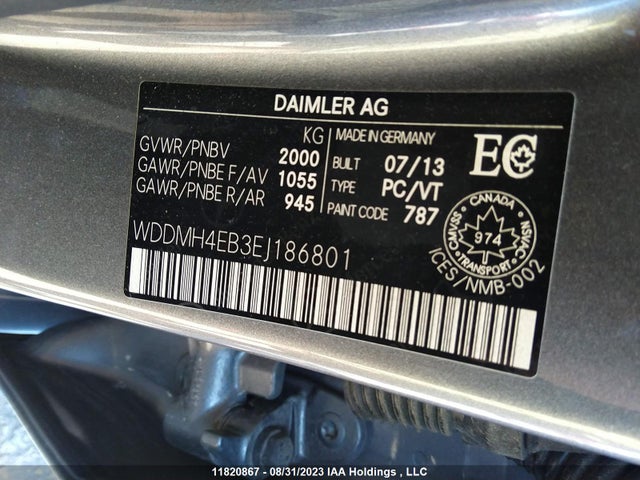 DAIMLER AG
KG
GVWR/PNBV 2000
GAWR/PNBE F/AV 1055
GAWR/PNBE R/AR 945
MADE IN GERMANY
BUILT 07/13
TYPE PC/VT
PAINT CODE 787
EC
CANADA
CMVSS 974 NSVAC
TRANSPORT
ICES/NMB-002
WDDMH4EB3EJ186801
11820867 - 08/31/2023 IAA Holdings , LLC